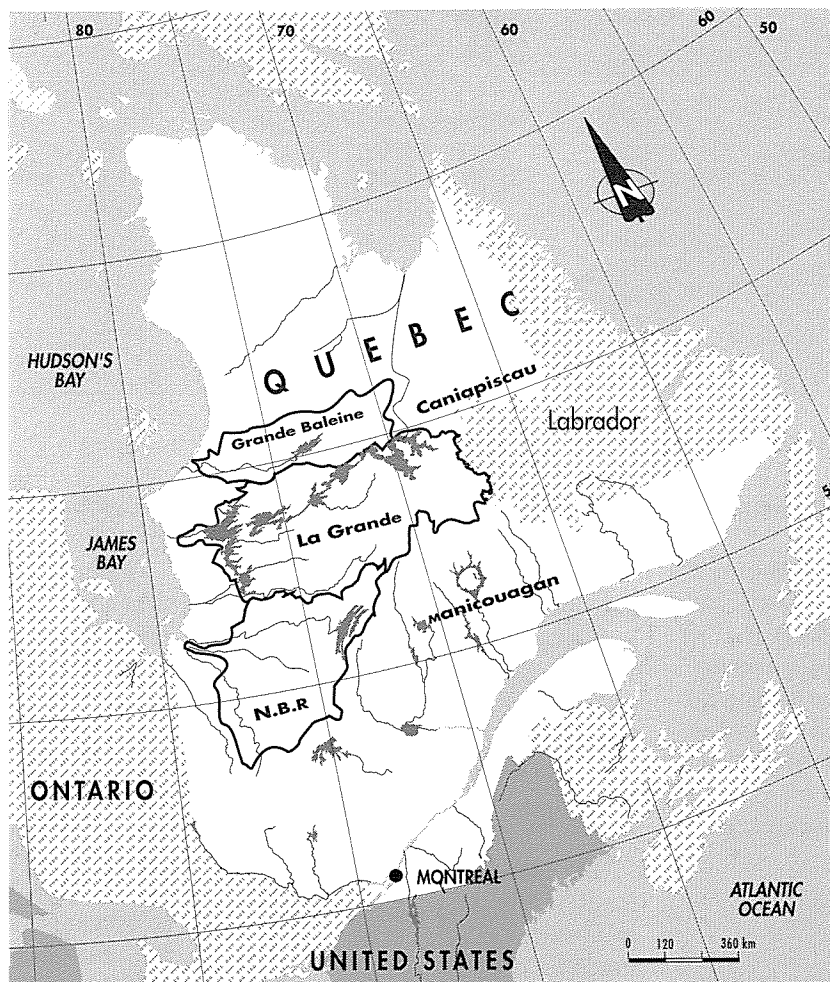 80
70
60
60
50
QUEBEC
HUDSON'S
BAY
Caniapiscau
Grande Baleine
Labrador
La Grande
JAMES
BAY
Manicouagan
N.B.R
ONTARIO
MONTREAL
ATLANTIC
OCEAN
0 120 360 km
UNITED STATES
N